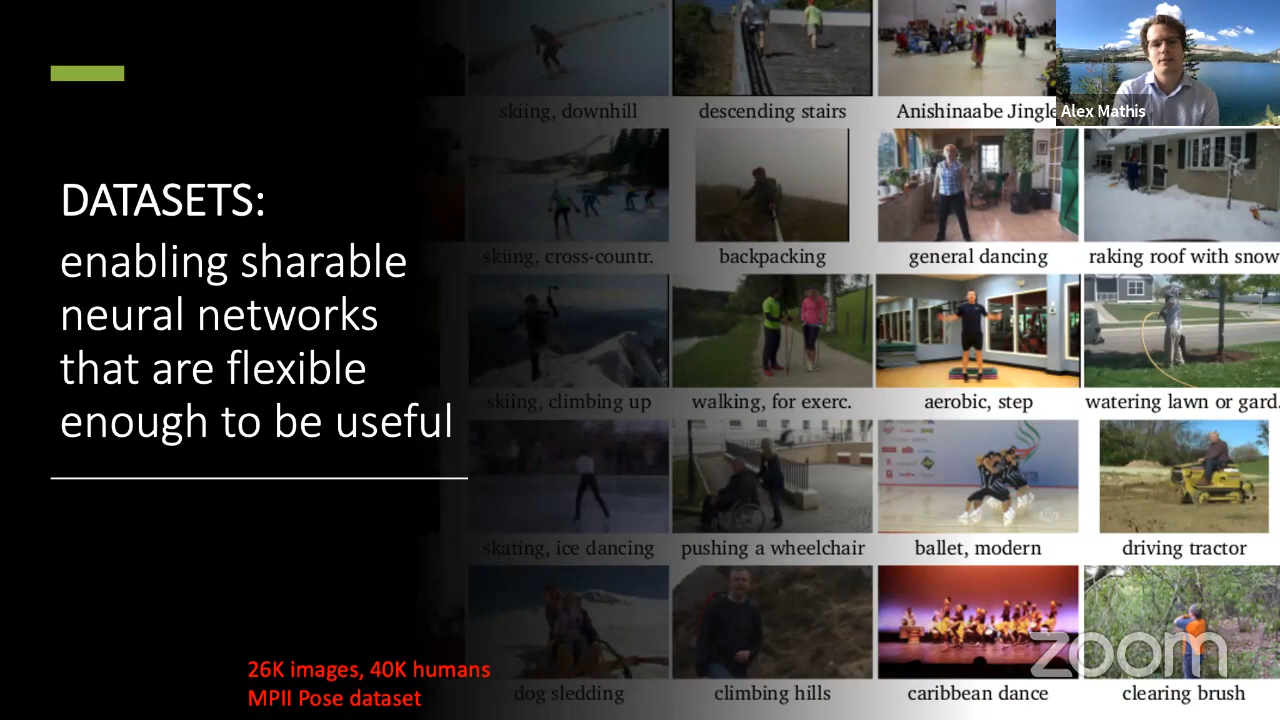 DATASETS:
enabling sharable
neural networks
that are flexible
enough to be useful
26K images, 40K humans
MPII Pose dataset
skiing, downhill
descending stairs
Anishinaabe Jingle
Alex Mathis
skiing, cross-countr.
backpacking
general dancing
raking roof with snow
skiing, climbing up
walking, for exerc.
aerobic, step
watering lawn or gard.
skating, ice dancing
pushing a wheelchair
ballet, modern
driving tractor
dog sledding
climbing hills
caribbean dance
clearing brush
zoom